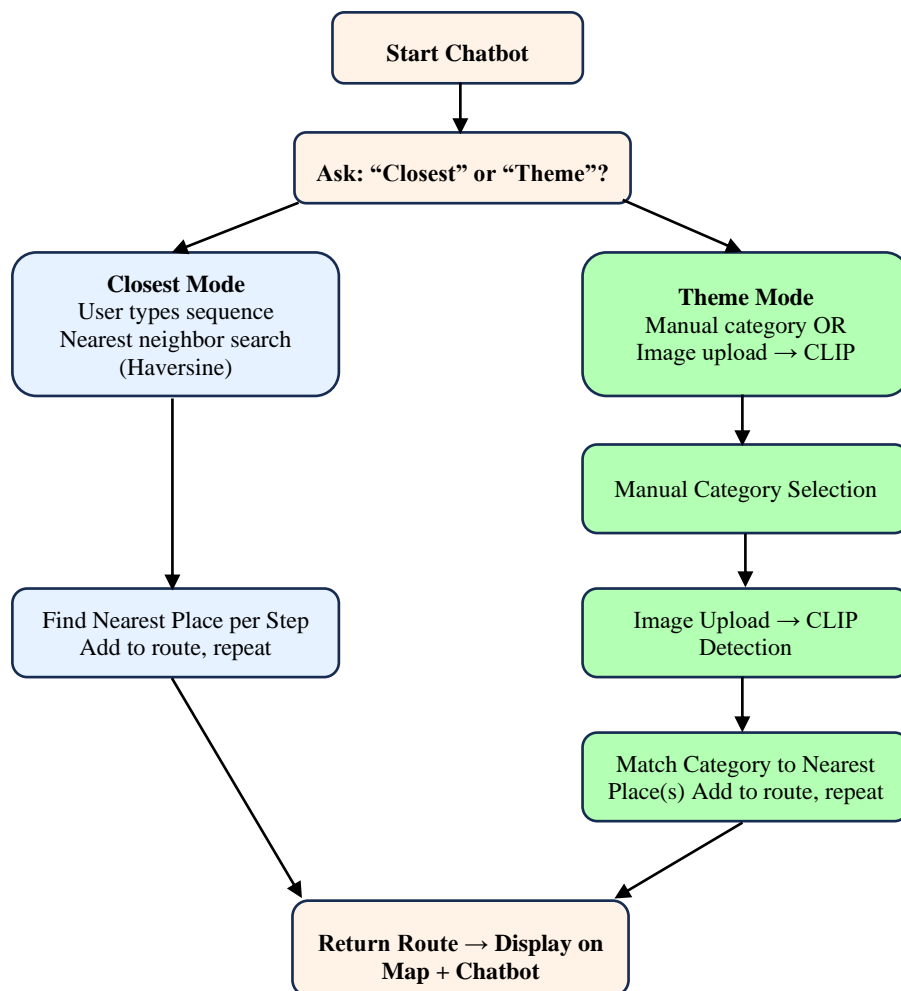 Start Chatbot
Ask: “Closest” or “Theme”?
Closest Mode
User types sequence
Nearest neighbor search
(Haversine)
Theme Mode
Manual category OR
Image upload → CLIP
Manual Category Selection
Find Nearest Place per Step
Add to route, repeat
Image Upload → CLIP
Detection
Match Category to Nearest
Place(s) Add to route, repeat
Return Route → Display on
Map + Chatbot